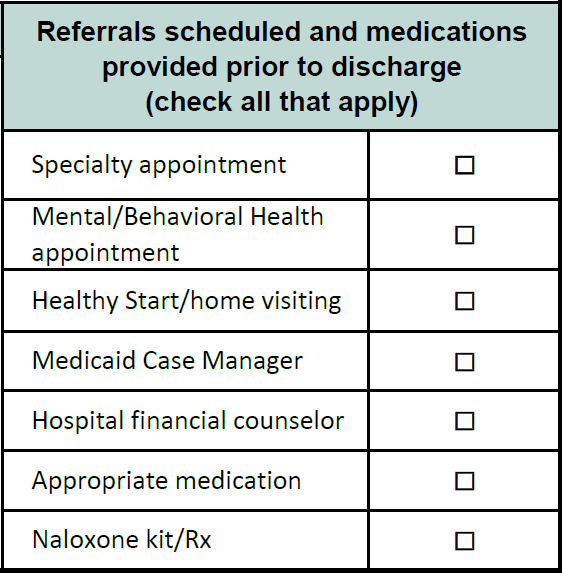 Referrals scheduled and medications
provided prior to discharge
(check all that apply)
Specialty appointment ☐
Mental/Behavioral Health
appointment ☐
Healthy Start/home visiting ☐
Medicaid Case Manager ☐
Hospital financial counselor ☐
Appropriate medication ☐
Naloxone kit/Rx ☐